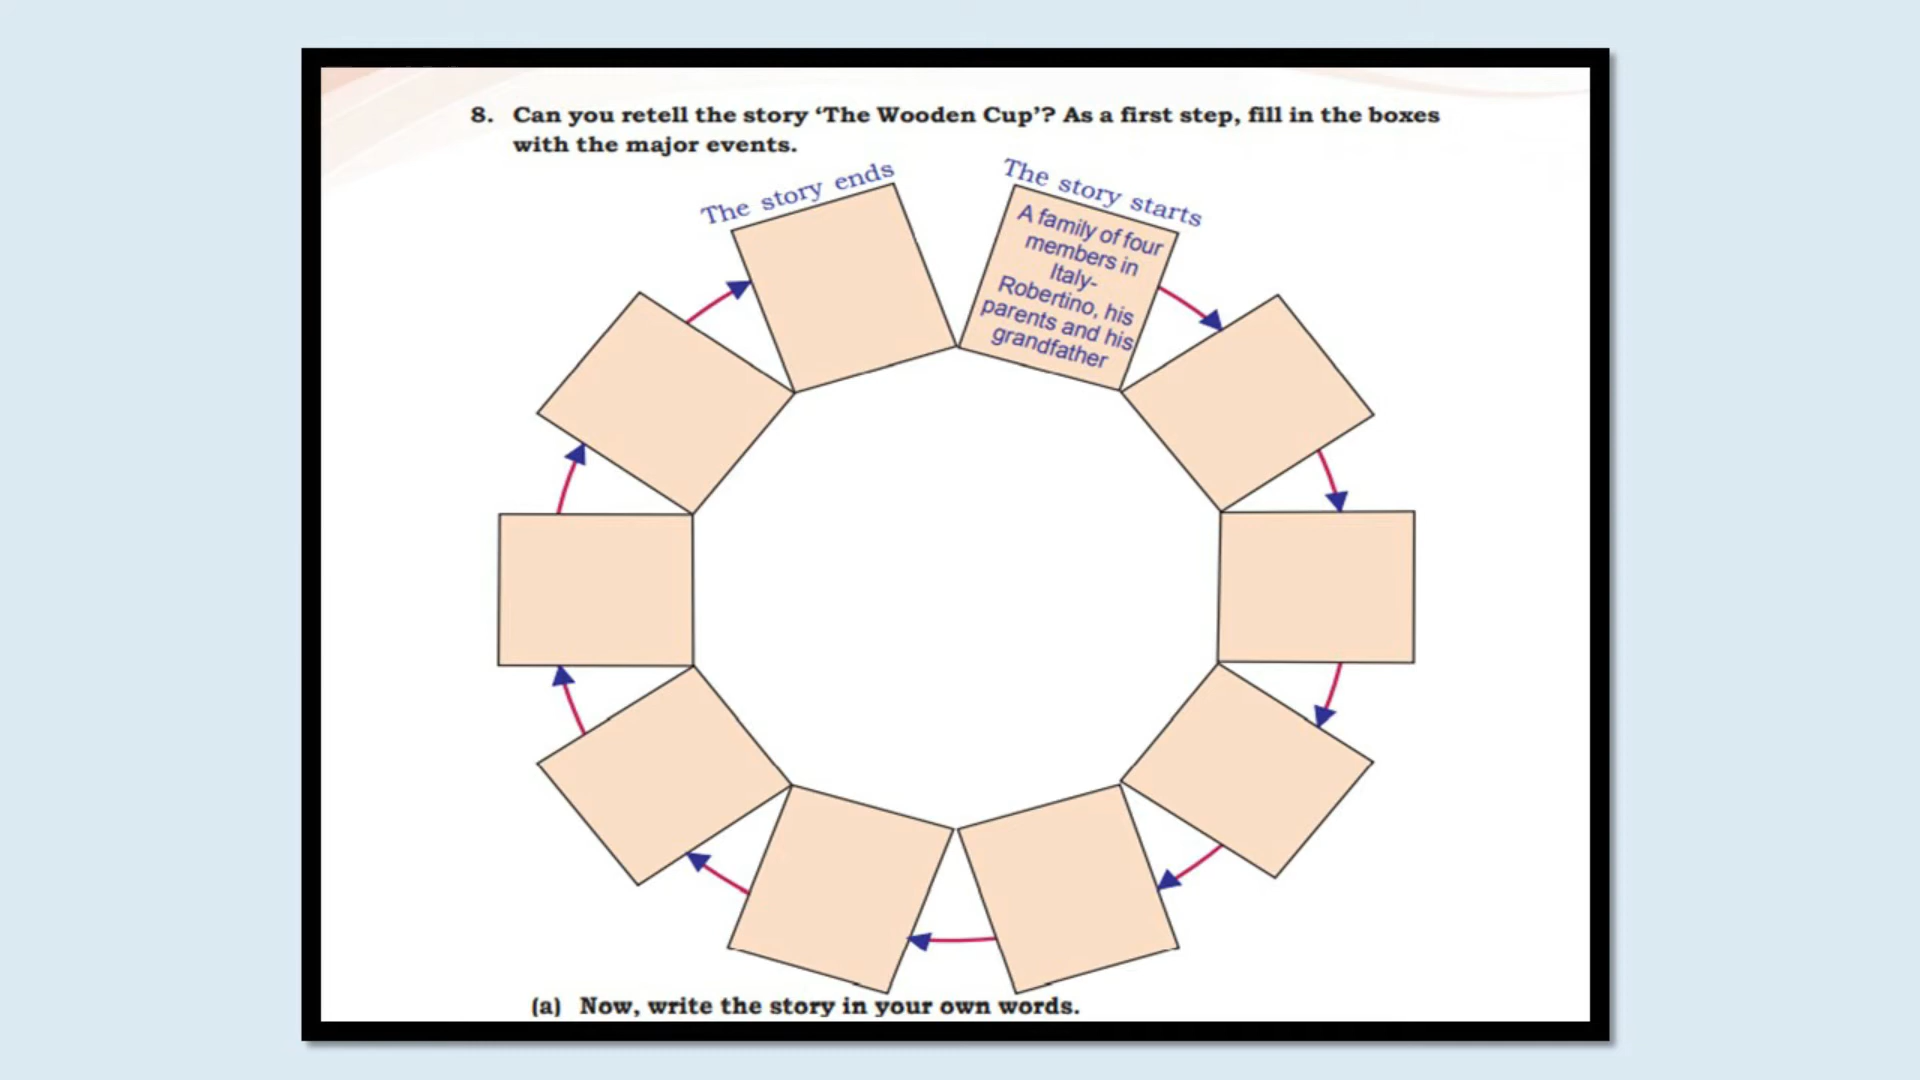 8. Can you retell the story ‘The Wooden Cup’? As a first step, fill in the boxes
with the major events.
The story ends
The story starts
A family of four
members in
Italy-
Robertino, his
parents and his
grandfather
(a) Now, write the story in your own words.